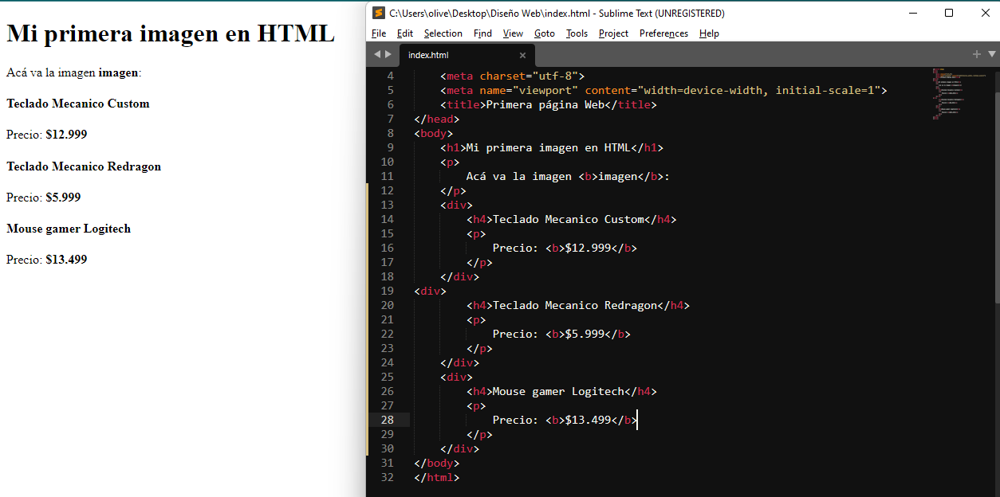 Mi primera imagen en HTML
Acá va la imagen imagen:
Teclado Mecanico Custom
Precio: $12.999
Teclado Mecanico Redragon
Precio: $5.999
Mouse gamer Logitech
Precio: $13.499
C:\Users\olive\Desktop\Diseño Web\index.html - Sublime Text (UNREGISTERED)
File Edit Selection Find View Goto Tools Project Preferences Help
index.html
4 <meta charset="utf-8">
5 <meta name="viewport" content="width=device-width, initial-scale=1">
6 <title>Primera página Web</title>
7 </head>
8 <body>
9 <h1>Mi primera imagen en HTML</h1>
10 <p>
11 Acá va la imagen <b>imagen</b>:
12 </p>
13 <div>
14 <h4>Teclado Mecanico Custom</h4>
15 <p>
16 Precio: <b>$12.999</b>
17 </p>
18 </div>
19 <div>
20 <h4>Teclado Mecanico Redragon</h4>
21 <p>
22 Precio: <b>$5.999</b>
23 </p>
24 </div>
25 <div>
26 <h4>Mouse gamer Logitech</h4>
27 <p>
28 Precio: <b>$13.499</b>
29 </p>
30 </div>
31 </body>
32 </html>